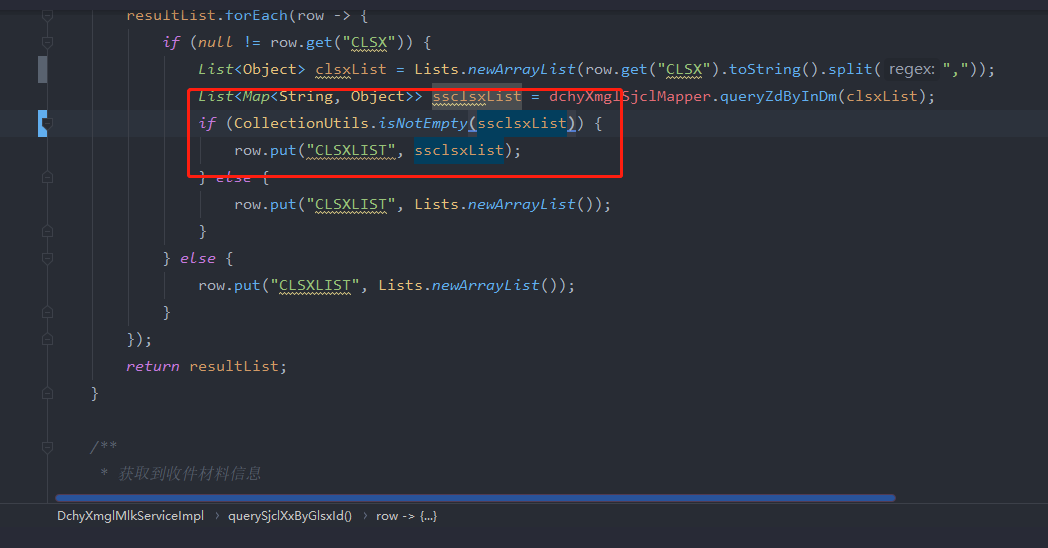 resultList.forEach(row -> {
if (null != row.get("CLSX")) {
List<Object> clsxList = Lists.newArrayList(row.get("CLSX").toString().split( regex: ","));
List<Map<String, Object>> ssclsxList = dchyXmglSjclMapper.queryZdByInDm(clsxList);
if (CollectionUtils.isNotEmpty(ssclsxList)) {
row.put("CLSXLIST", ssclsxList);
} else {
row.put("CLSXLIST", Lists.newArrayList());
}
} else {
row.put("CLSXLIST", Lists.newArrayList());
}
});
return resultList;
}
/**
* 获取到收件材料信息
DchyXmglMlkServiceImpl › querySjclXxByGlsxId() › row -> {...}